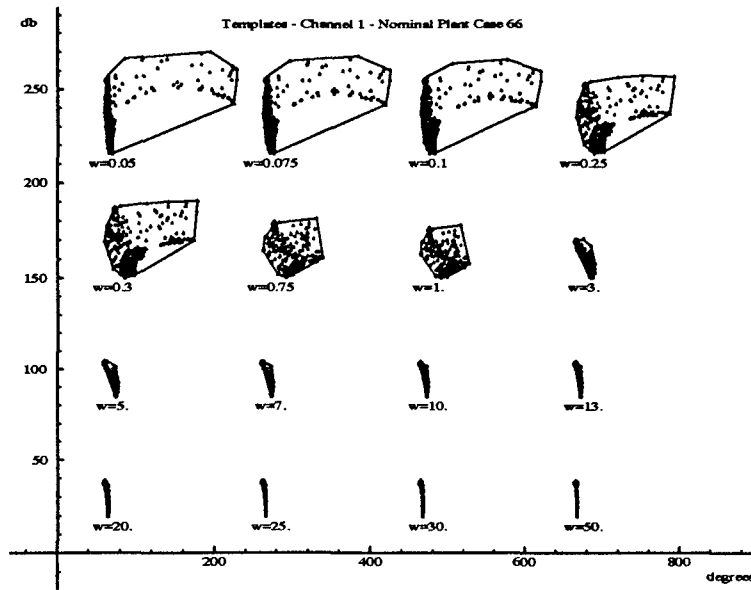 db
Templates - Channel 1 - Nominal Plant Case 66
250
w=0.05 w=0.075 w=0.1 w=0.25
200
w=0.3 w=0.75 w=1. w=3.
150
100
w=5. w=7. w=10. w=13.
50
w=20. w=25. w=30. w=50.
200 400 600 800
degrees